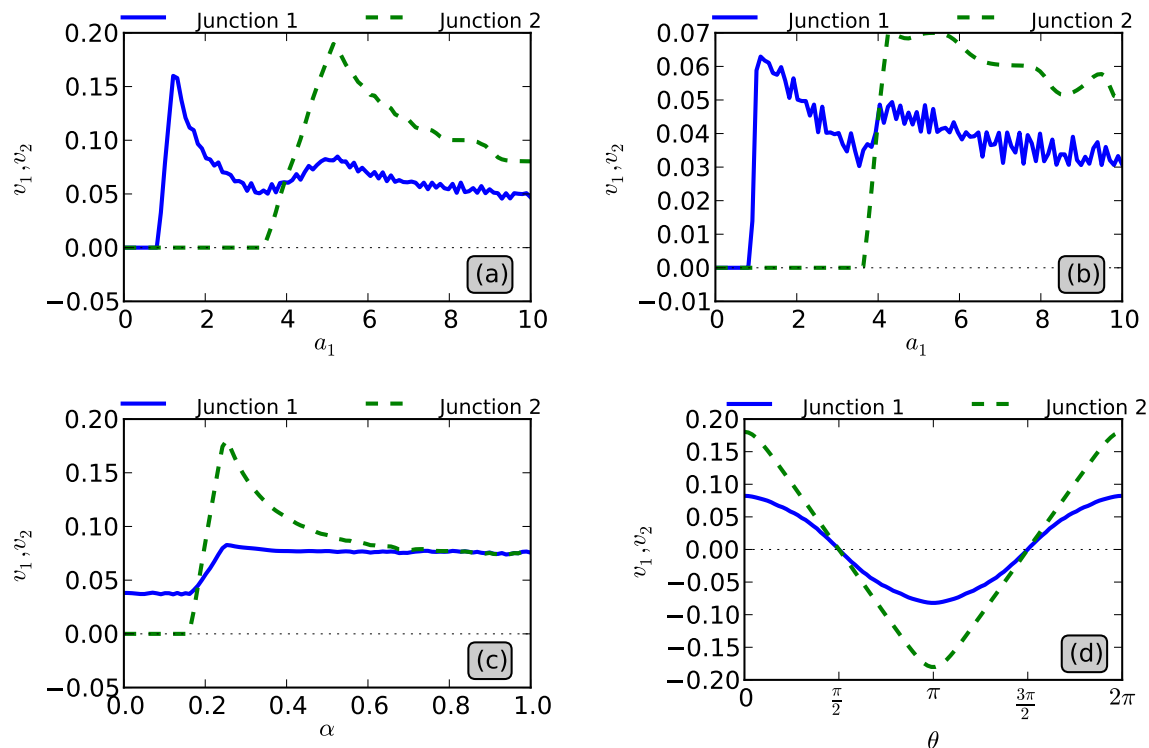 Junction 1 Junction 2
0.20
0.15
0.10
0.05
0.00
−0.05
v₁,v₂
(a)
0 2 4 6 8 10
a₁
Junction 1 Junction 2
0.07
0.06
0.05
0.04
0.03
0.02
0.01
0.00
−0.01
v₁,v₂
(b)
0 2 4 6 8 10
a₁
Junction 1 Junction 2
0.20
0.15
0.10
0.05
0.00
−0.05
v₁,v₂
(c)
0.0 0.2 0.4 0.6 0.8 1.0
α
Junction 1 Junction 2
0.20
0.15
0.10
0.05
0.00
−0.05
−0.10
−0.15
−0.20
v₁,v₂
(d)
0 π/2 π 3π/2 2π
θ